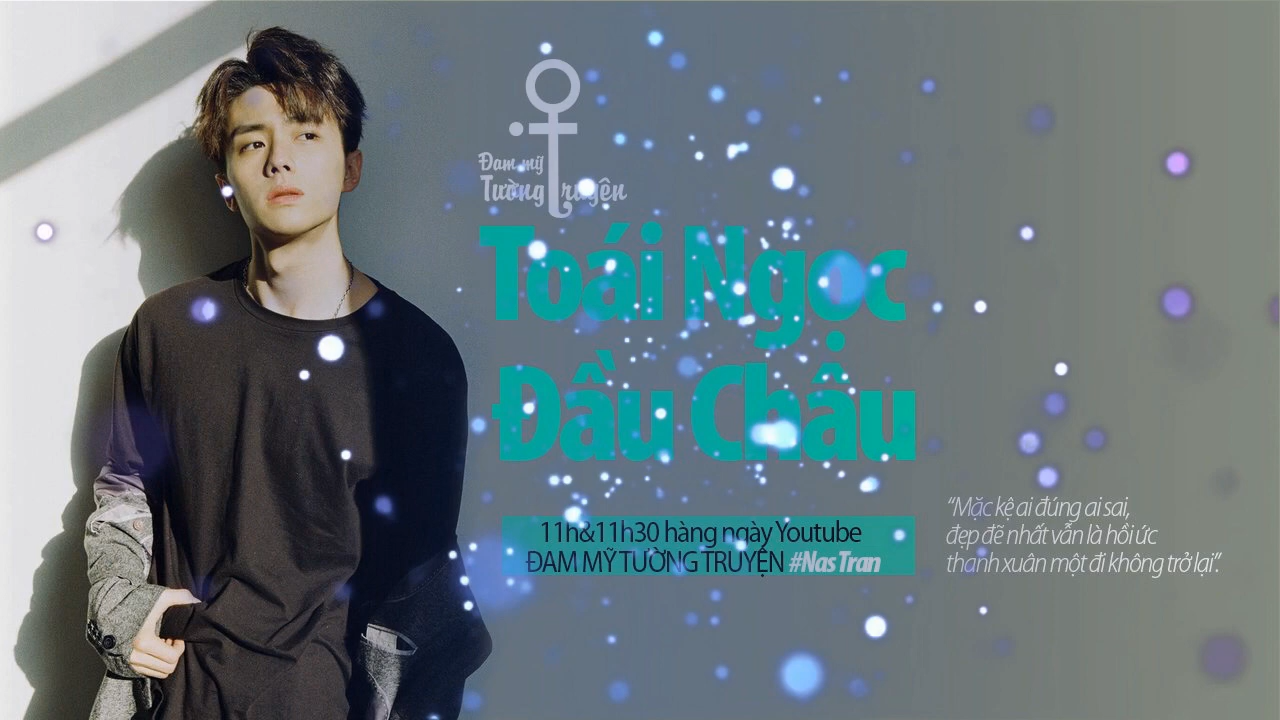 Đam mỹ
Tường Truyện
Toái Ngọc
Đầu Châu
11h&11h30 hàng ngày Youtube
ĐAM MỸ TƯỜNG TRUYỆN #Nas Tran
“Mặc kệ ai đúng ai sai,
đẹp đẽ nhất vẫn là hồi ức
thanh xuân một đi không trở lại”.